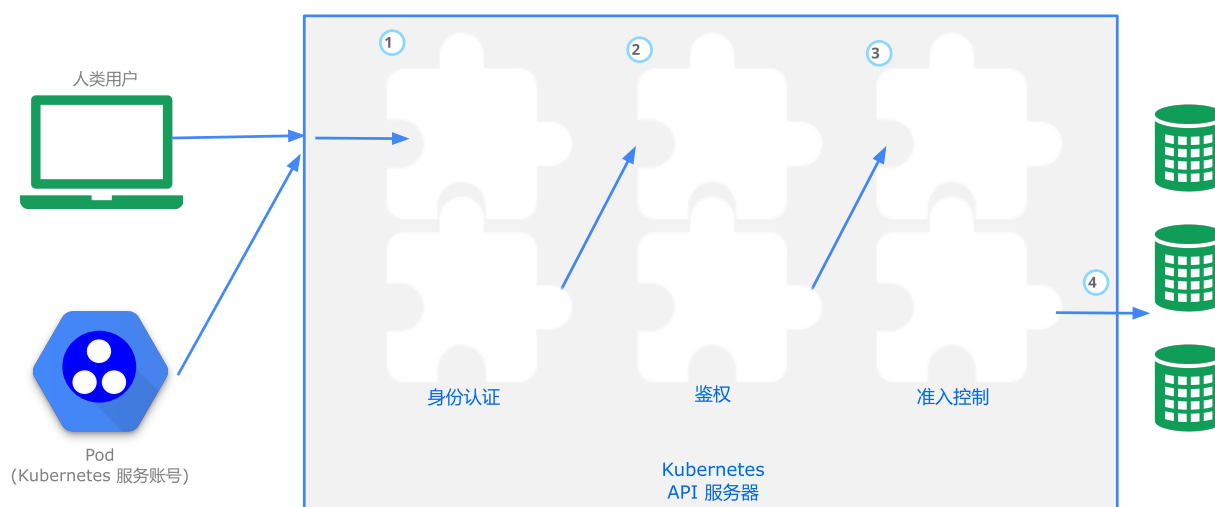 人类用户
Pod
(Kubernetes 服务账号)
1
2
3
4
身份认证
鉴权
准入控制
Kubernetes
API 服务器